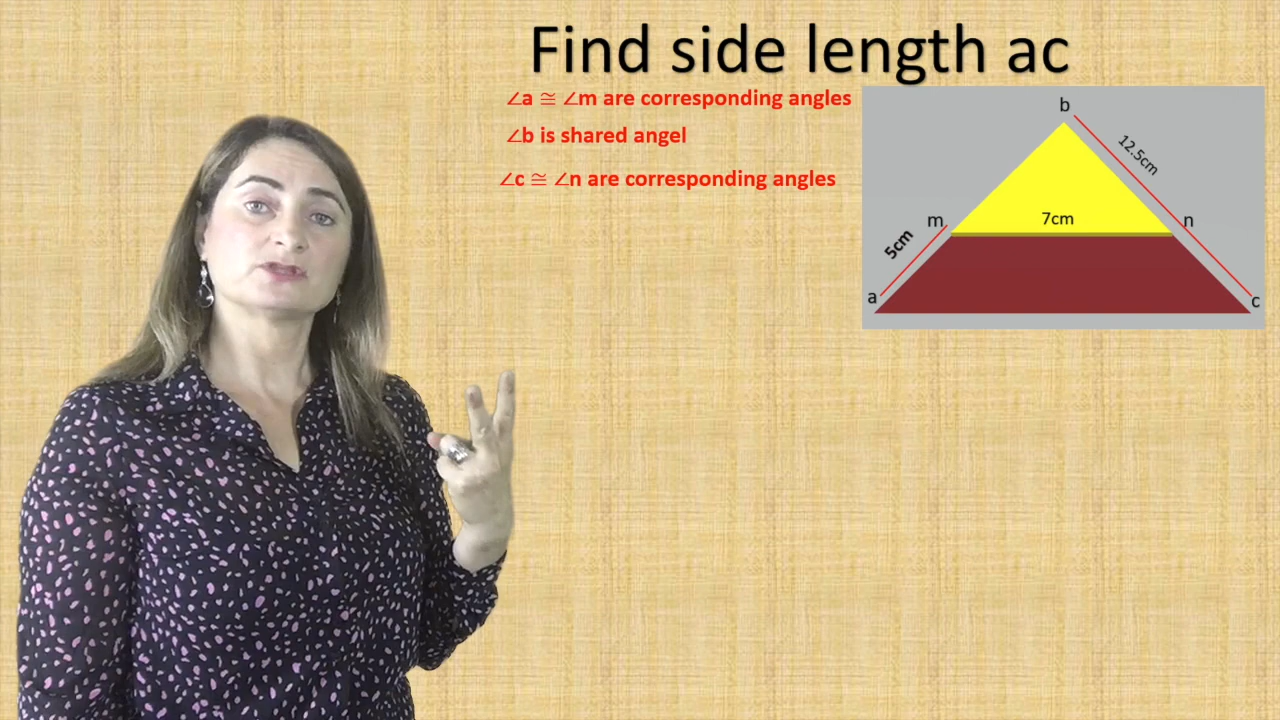 Find side length ac
∠a ≅ ∠m are corresponding angles
∠b is shared angel
∠c ≅ ∠n are corresponding angles
b
12.5cm
m
7cm
n
5cm
a
c